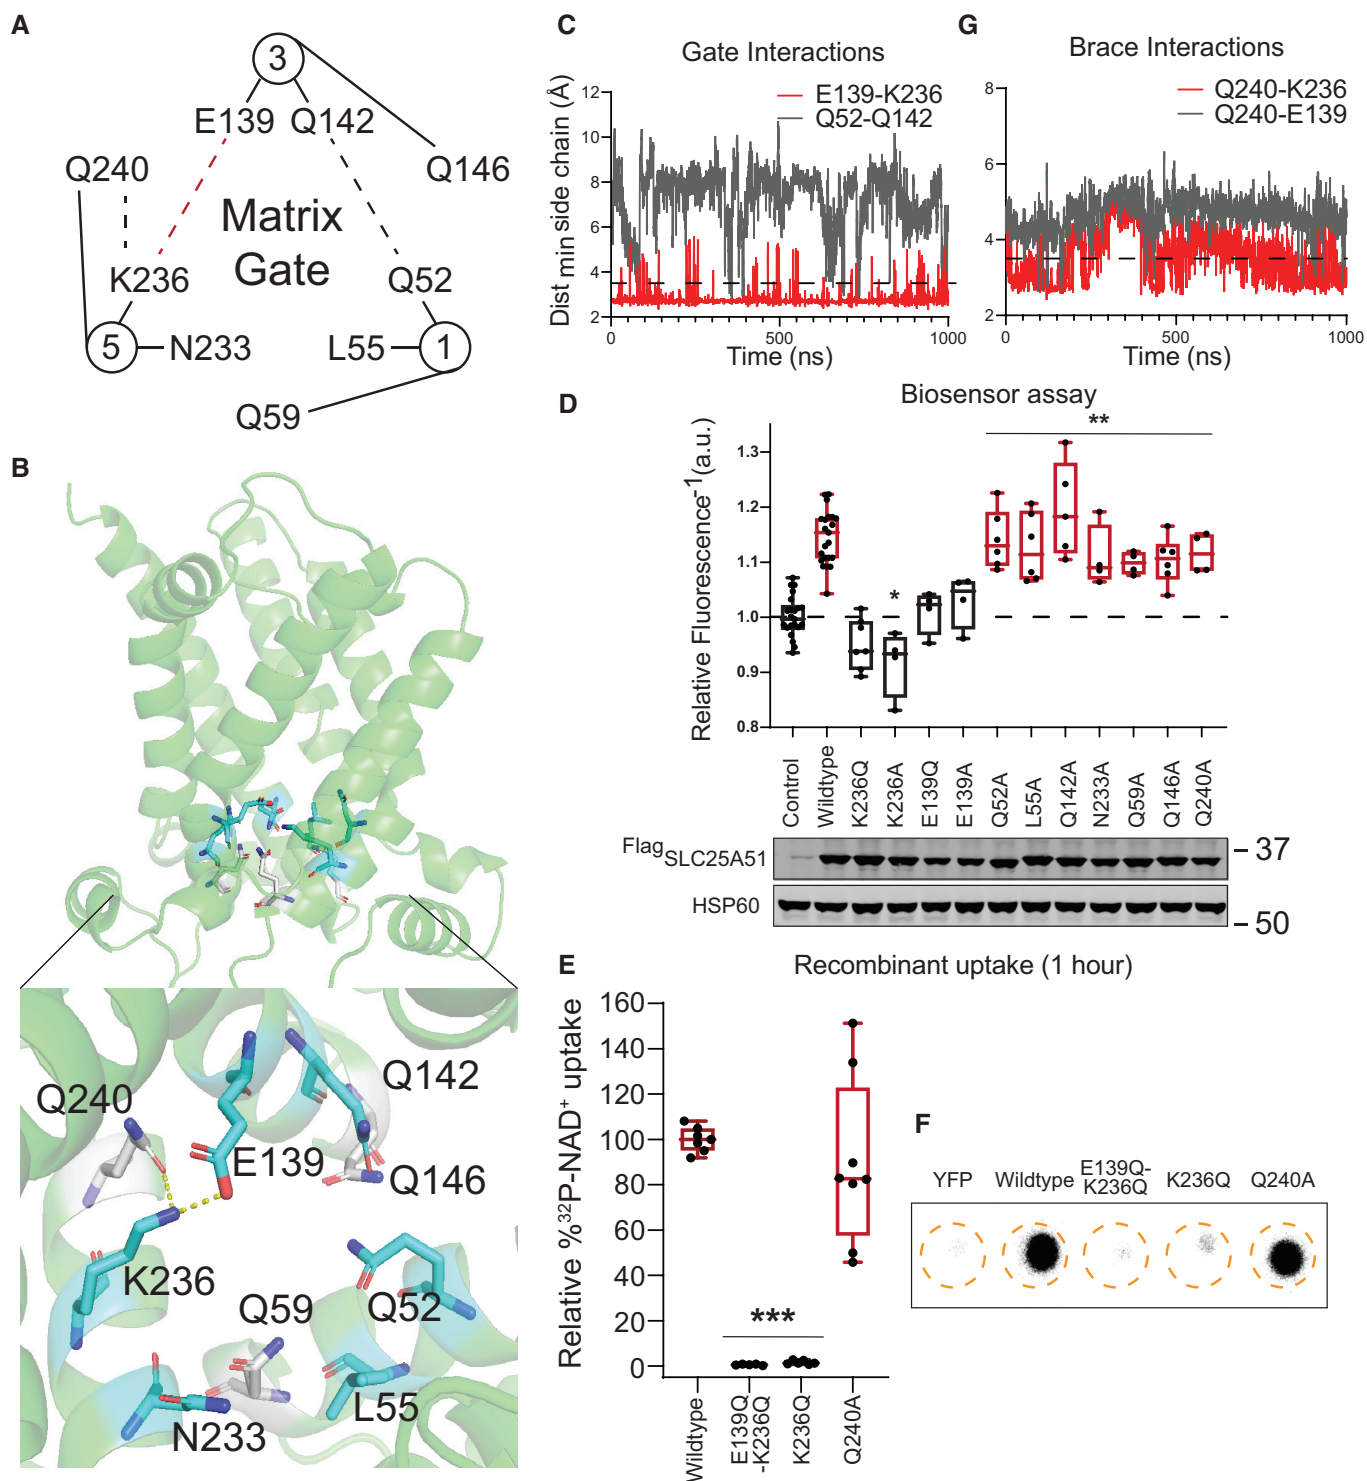 A
3
E139 Q142
Q240
Q146
Matrix
Gate
K236
Q52
5
N233
L55
1
Q59
B
Q240
Q142
E139
Q146
K236
Q59
Q52
N233
L55
C
Gate Interactions
E139-K236
Q52-Q142
Dist min side chain (Å)
12
10
8
6
4
2
0
500
1000
Time (ns)
G
Brace Interactions
Q240-K236
Q240-E139
8
6
4
2
0
500
1000
Time (ns)
D
Biosensor assay
Relative Fluorescence-1(a.u.)
1.3
1.2
1.1
1.0
0.9
0.8
*
**
Control
Wildtype
K236Q
K236A
E139Q
E139A
Q52A
L55A
Q142A
N233A
Q59A
Q146A
Q240A
FlagSLC25A51
37
HSP60
50
E
Recombinant uptake (1 hour)
Relative %32P-NAD+ uptake
160
140
120
100
80
60
40
20
0
***
Wildtype
E139Q
-K236Q
K236Q
Q240A
F
YFP
Wildtype
E139Q-
K236Q
K236Q
Q240A